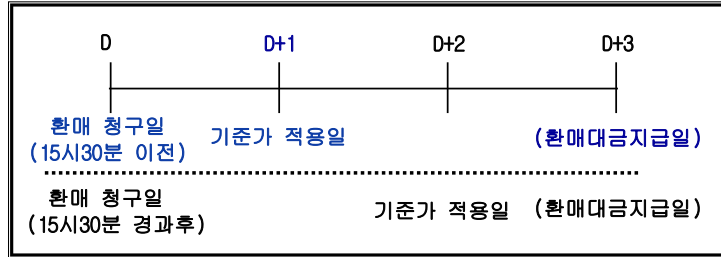 D D+1 D+2 D+3
환매 청구일
(15시30분 이전) 기준가 적용일 (환매대금지급일)
환매 청구일
(15시30분 경과후) 기준가 적용일 (환매대금지급일)